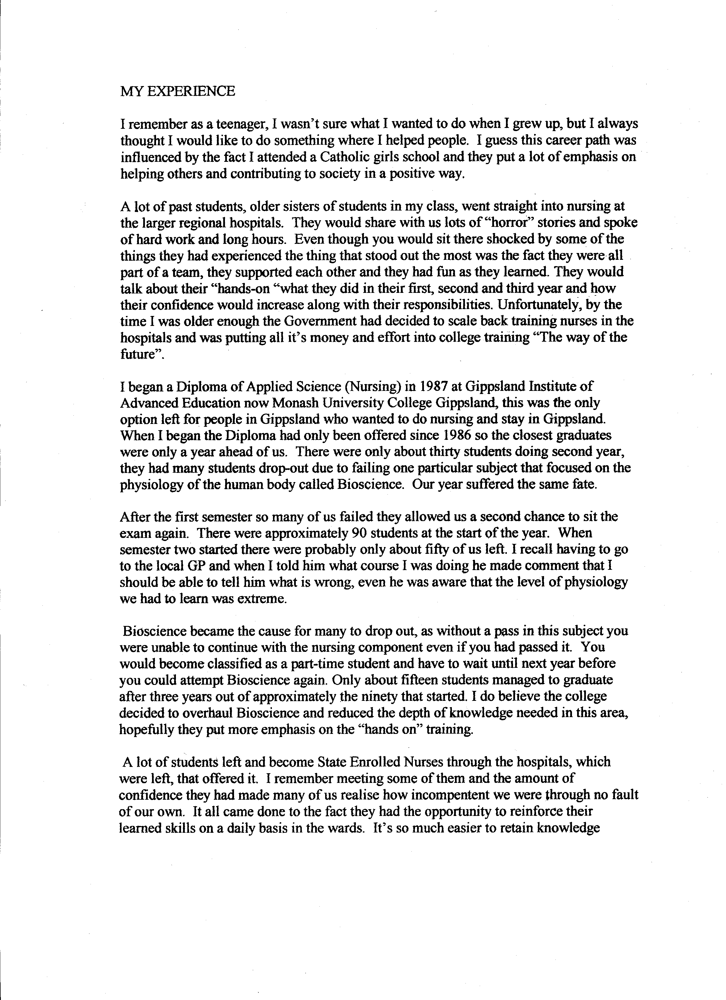 MY EXPERIENCE
I remember as a teenager, I wasn't sure what I wanted to do when I grew up, but I always
thought I would like to do something where I helped people.  I guess this career path was
influenced by the fact I attended a Catholic girls school and they put a lot of emphasis on
helping others and contributing to society in a positive way.
A lot of past students, older sisters of students in my class, went straight into nursing at
the larger regional hospitals.  They would share with us lots of “horror” stories and spoke
of hard work and long hours.  Even though you would sit there shocked by some of the
things they had experienced the thing that stood out the most was the fact they were all
part of a team, they supported each other and they had fun as they learned. They would
talk about their “hands-on “what they did in their first, second and third year and how
their confidence would increase along with their responsibilities. Unfortunately, by the
time I was older enough the Government had decided to scale back training nurses in the
hospitals and was putting all it's money and effort into college training “The way of the
future”.
I began a Diploma of Applied Science (Nursing) in 1987 at Gippsland Institute of
Advanced Education now Monash University College Gippsland, this was the only
option left for people in Gippsland who wanted to do nursing and stay in Gippsland.
When I began the Diploma had only been offered since 1986 so the closest graduates
were only a year ahead of us.  There were only about thirty students doing second year,
they had many students drop-out due to failing one particular subject that focused on the
physiology of the human body called Bioscience.  Our year suffered the same fate.
After the first semester so many of us failed they allowed us a second chance to sit the
exam again.  There were approximately 90 students at the start of the year.  When
semester two started there were probably only about fifty of us left. I recall having to go
to the local GP and when I told him what course I was doing he made comment that I
should be able to tell him what is wrong, even he was aware that the level of physiology
we had to learn was extreme.
Bioscience became the cause for many to drop out, as without a pass in this subject you
were unable to continue with the nursing component even if you had passed it.  You
would become classified as a part-time student and have to wait until next year before
you could attempt Bioscience again. Only about fifteen students managed to graduate
after three years out of approximately the ninety that started. I do believe the college
decided to overhaul Bioscience and reduced the depth of knowledge needed in this area,
hopefully they put more emphasis on the “hands on” training.
A lot of students left and become State Enrolled Nurses through the hospitals, which
were left, that offered it.  I remember meeting some of them and the amount of
confidence they had made many of us realise how incompentent we were through no fault
of our own.  It all came done to the fact they had the opportunity to reinforce their
learned skills on a daily basis in the wards.  It's so much easier to retain knowledge